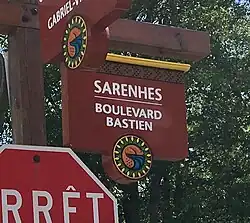 GABRIEL-V
SARENHES
BOULEVARD
BASTIEN
RRÊT